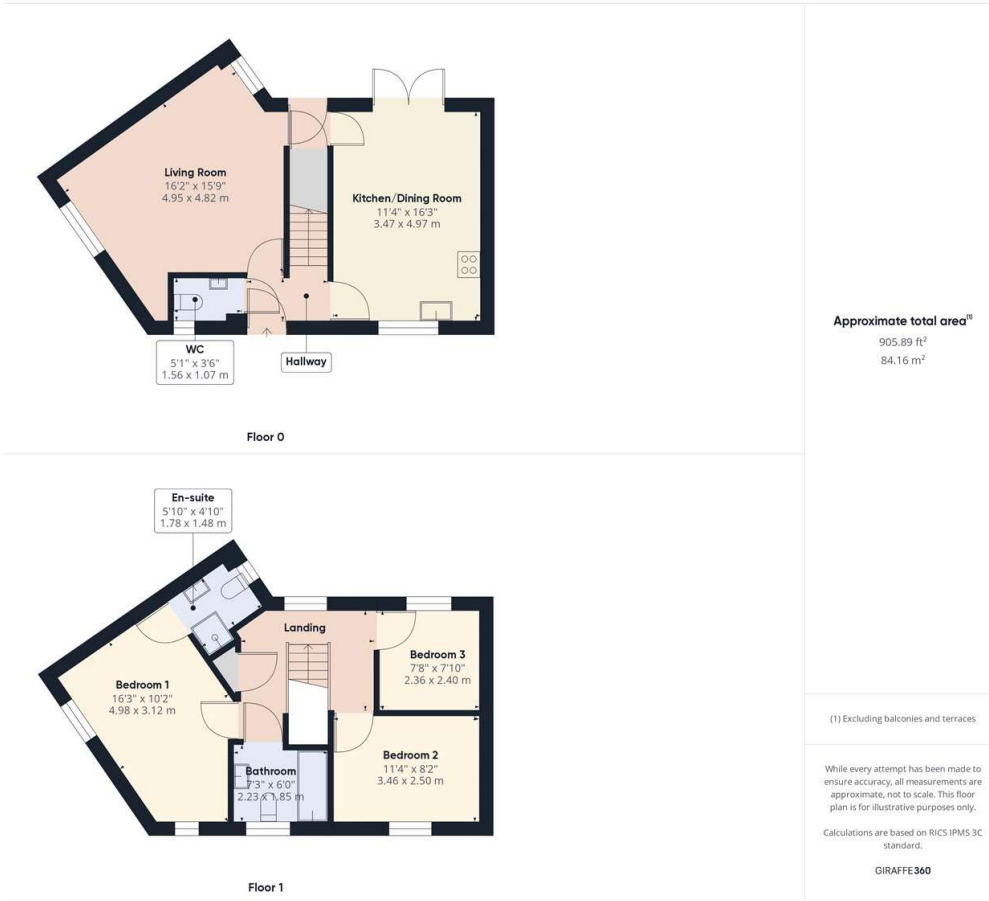 Living Room
16'2" x 15'9"
4.95 x 4.82 m
Kitchen/Dining Room
11'4" x 16'3"
3.47 x 4.97 m
WC
5'1" x 3'6"
1.56 x 1.07 m
Hallway
Floor 0
En-suite
5'10" x 4'10"
1.78 x 1.48 m
Landing
Bedroom 3
7'8" x 7'10"
2.36 x 2.40 m
Bedroom 1
16'3" x 10'2"
4.98 x 3.12 m
Bedroom 2
11'4" x 8'2"
3.46 x 2.50 m
Bathroom
7'3" x 6'0"
2.23 x 1.85 m
Floor 1
Approximate total area(1)
905.89 ft²
84.16 m²
(1) Excluding balconies and terraces
While every attempt has been made to
ensure accuracy, all measurements are
approximate, not to scale. This floor
plan is for illustrative purposes only.
Calculations are based on RICS IPMS 3C
standard.
GIRAFFE360